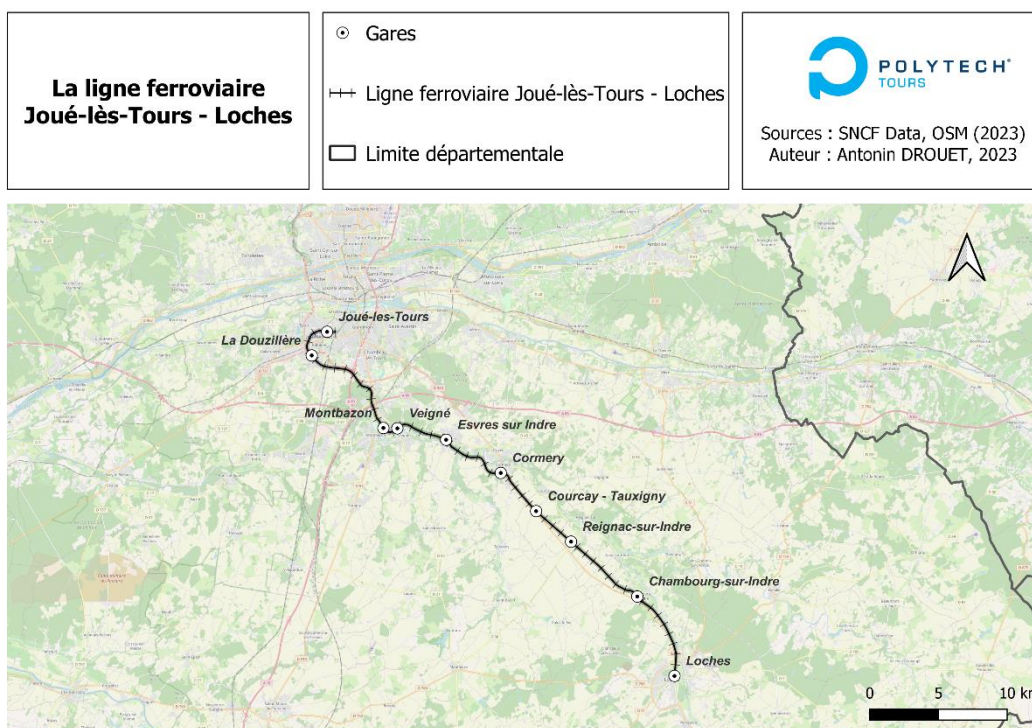 La ligne ferroviaire
Joué-lès-Tours - Loches
Gares
Ligne ferroviaire Joué-lès-Tours - Loches
Limite départementale
POLYTECH®
TOURS
Sources : SNCF Data, OSM (2023)
Auteur : Antonin DROUET, 2023
Joué-les-Tours
La Douzillère
Montbazon
Veigné
Esvres sur Indre
Cormery
Courcay - Tauxigny
Reignac-sur-Indre
Chambourg-sur-Indre
Loches
0 5 10 km